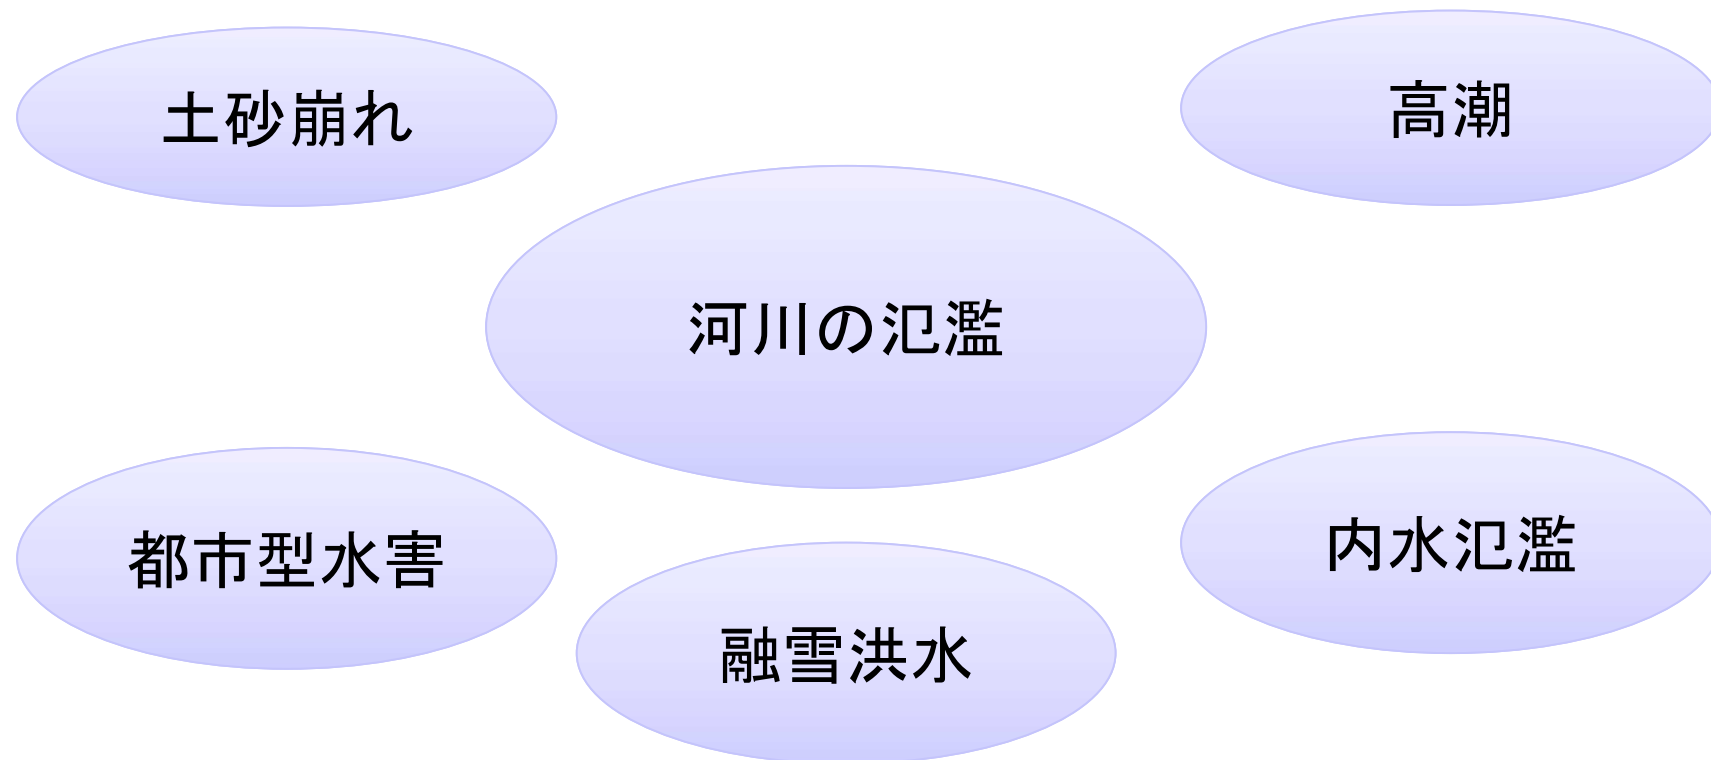 土砂崩れ
高潮
河川の氾濫
都市型水害
内水氾濫
融雪洪水